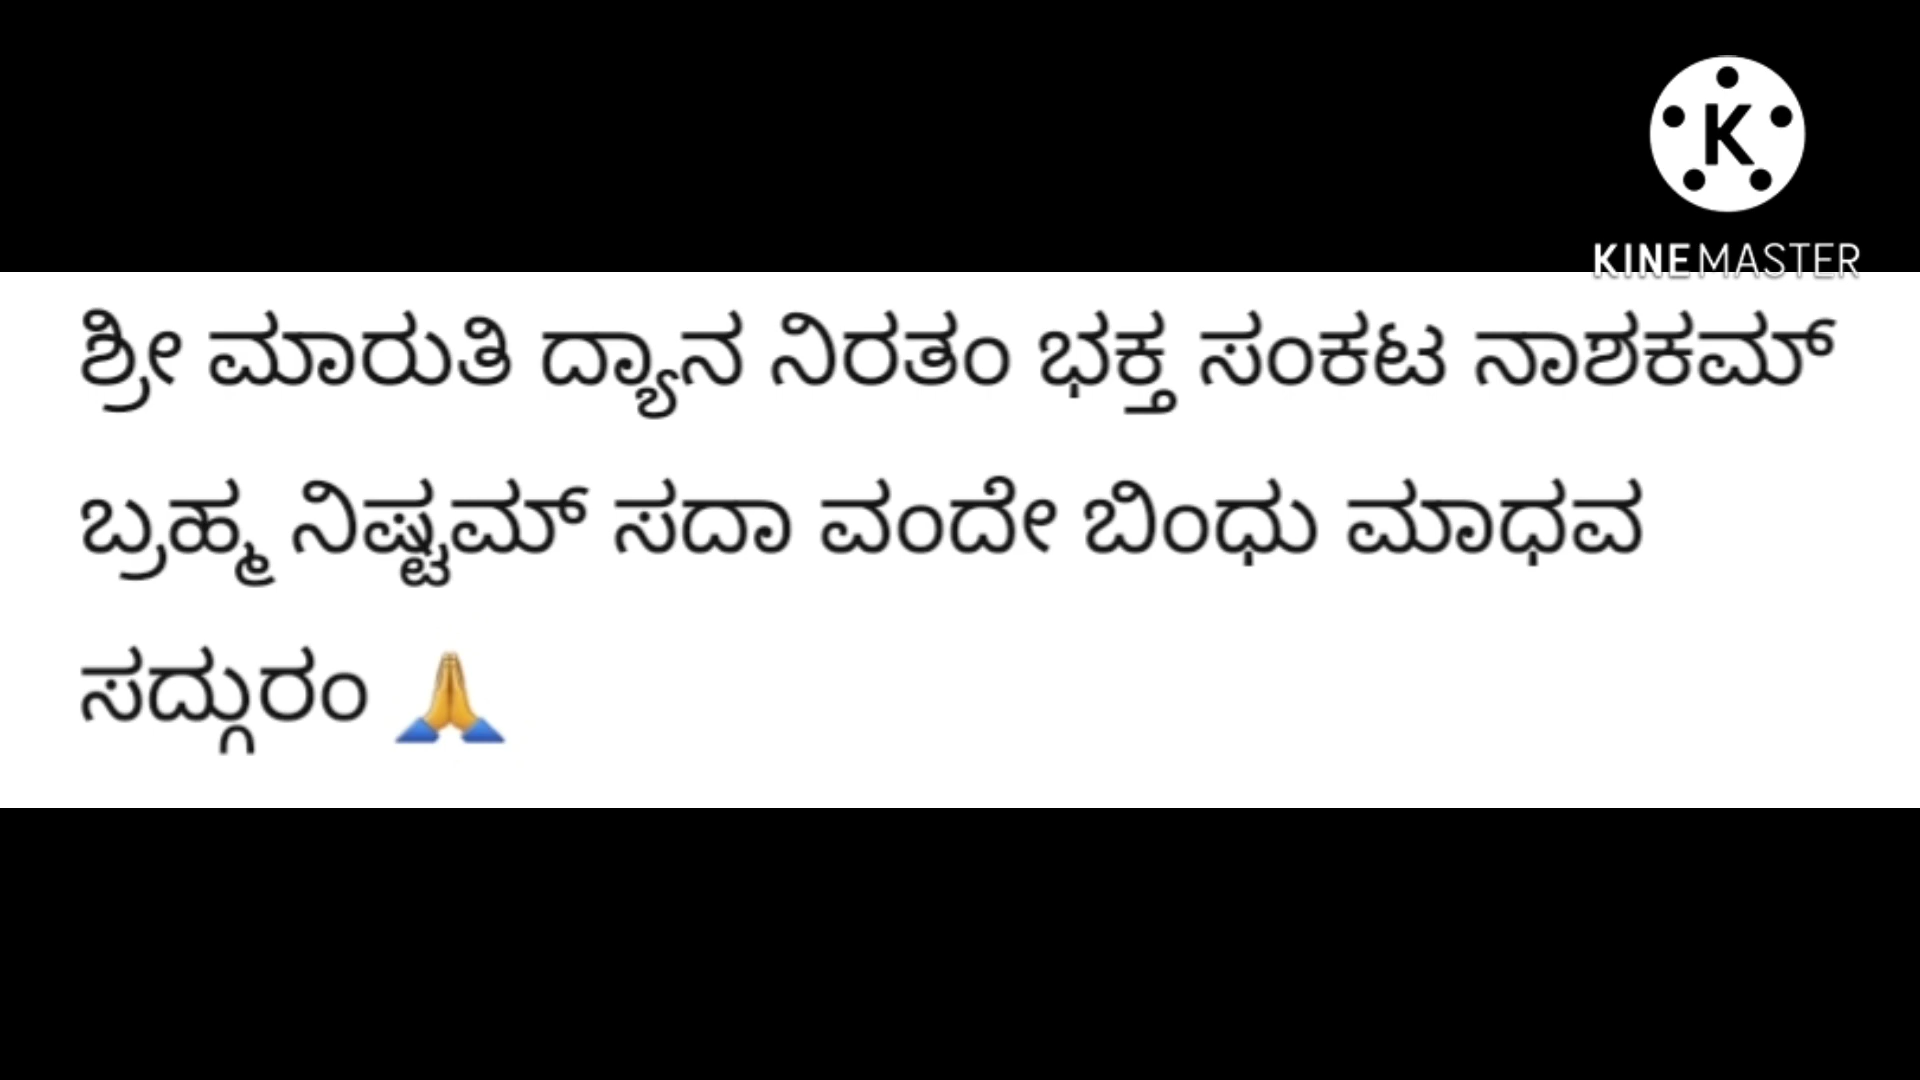 KINEMASTER
ಶ್ರೀ ಮಾರುತಿ ದ್ಯಾನ ನಿರತಂ ಭಕ್ತ ಸಂಕಟ ನಾಶಕಮ್
ಬ್ರಹ್ಮ ನಿಷ್ಟಮ್ ಸದಾ ವಂದೇ ಬಿಂಧು ಮಾಧವ
ಸದ್ಗುರಂ 🙏